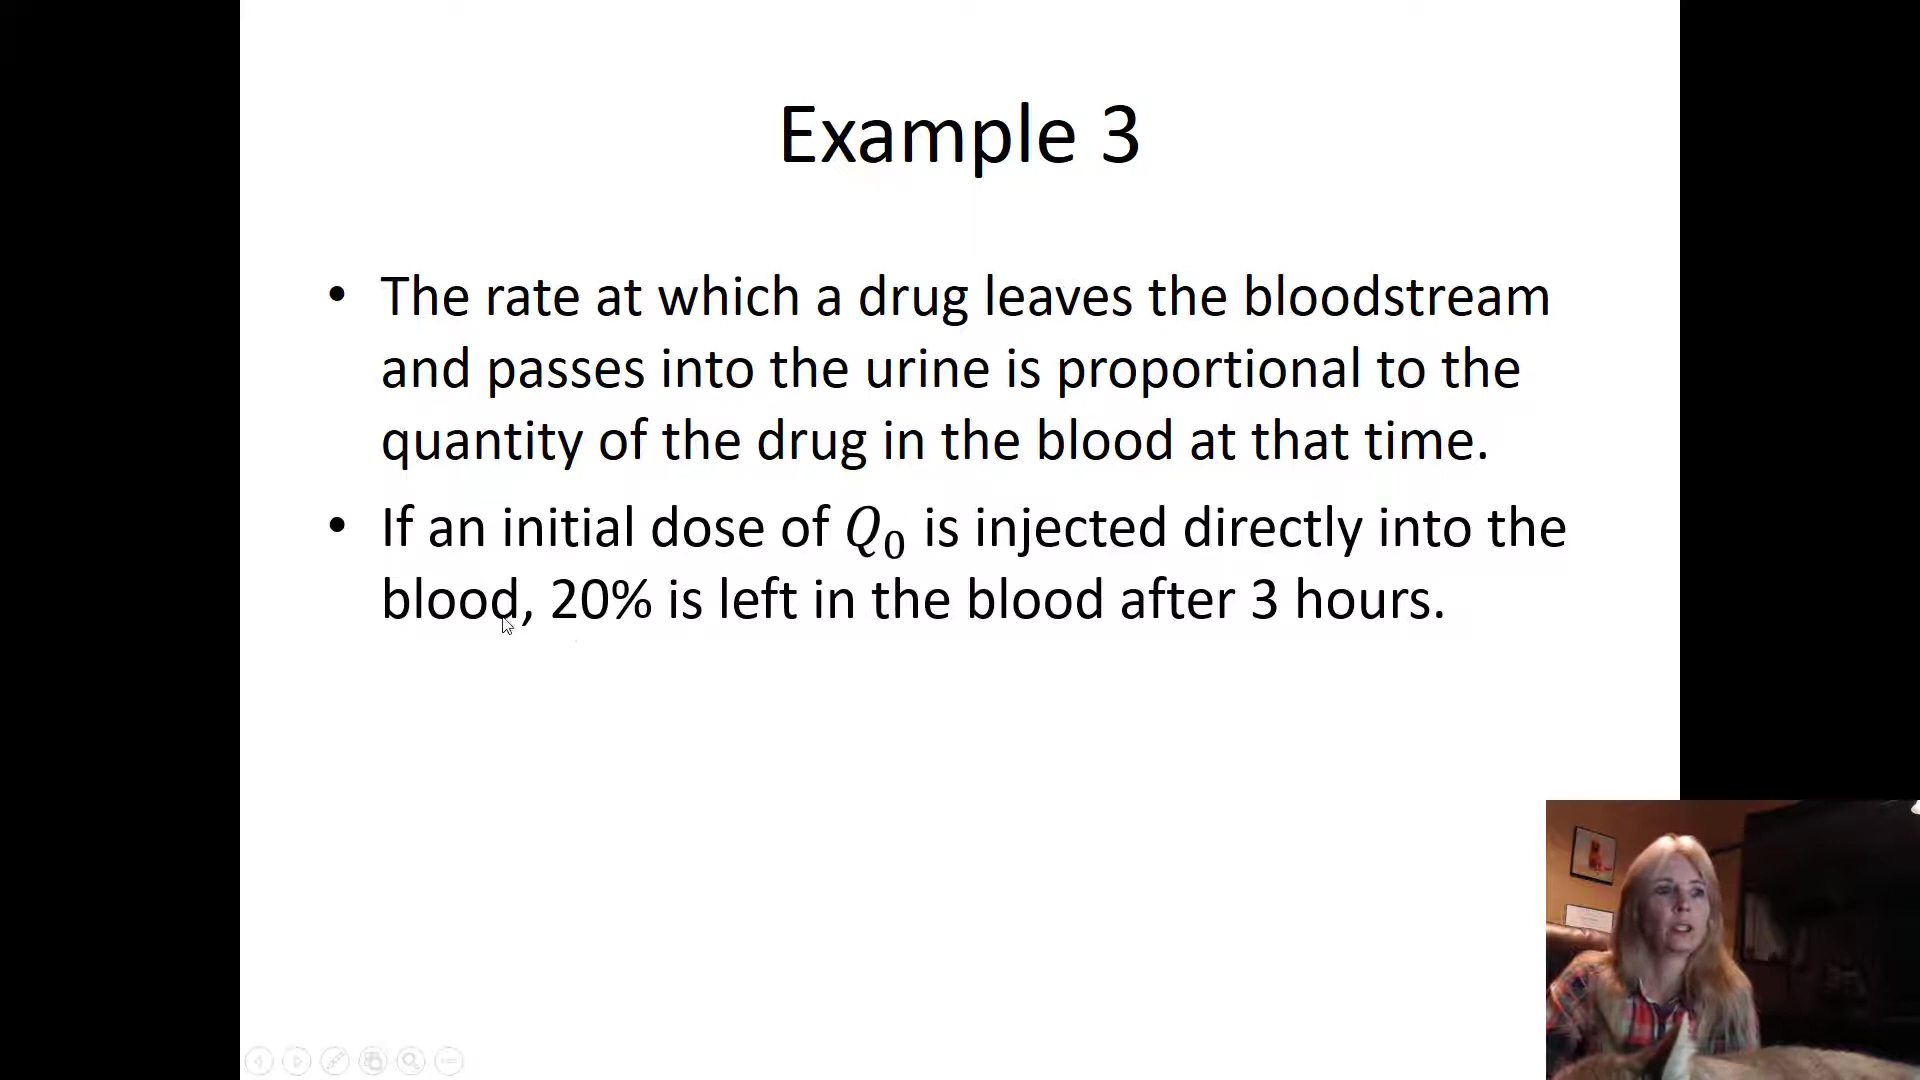 Example 3
• The rate at which a drug leaves the bloodstream
and passes into the urine is proportional to the
quantity of the drug in the blood at that time.
• If an initial dose of 𝑄₀ is injected directly into the
blood, 20% is left in the blood after 3 hours.